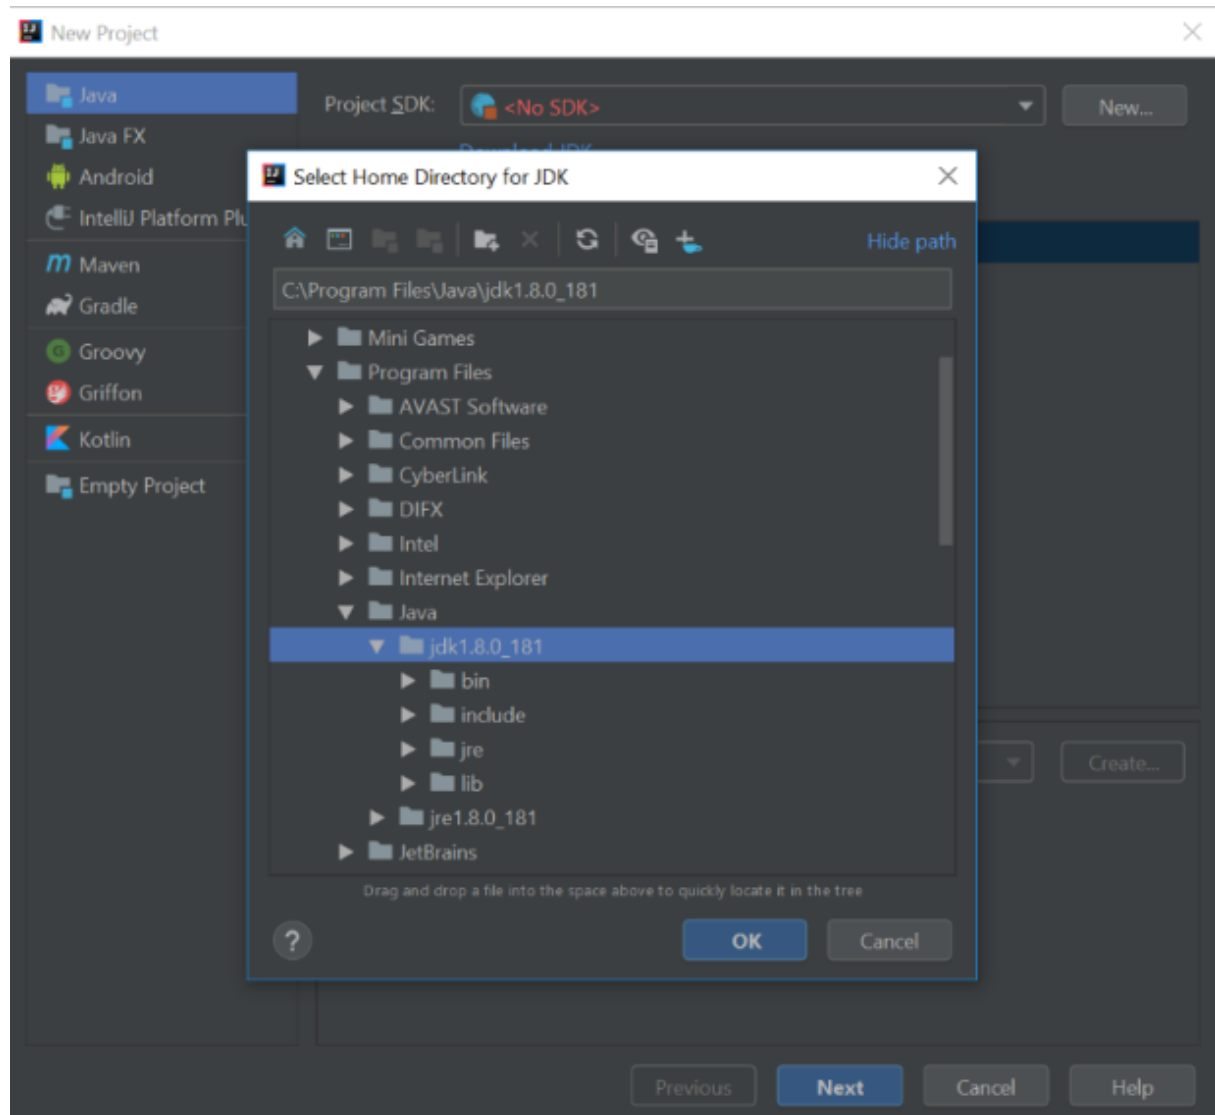 New Project
Java
Project SDK: <No SDK> New...
Java FX
Download JDK
Android
Select Home Directory for JDK
IntelliJ Platform Plu
Hide path
Maven
C:\Program Files\Java\jdk1.8.0_181
Gradle
Mini Games
Groovy
Program Files
Griffon
AVAST Software
Kotlin
Common Files
CyberLink
Empty Project
DIFX
Intel
Internet Explorer
Java
jdk1.8.0_181
bin
include
jre
Create...
lib
jre1.8.0_181
JetBrains
Drag and drop a file into the space above to quickly locate it in the tree
? OK Cancel
Previous Next Cancel Help